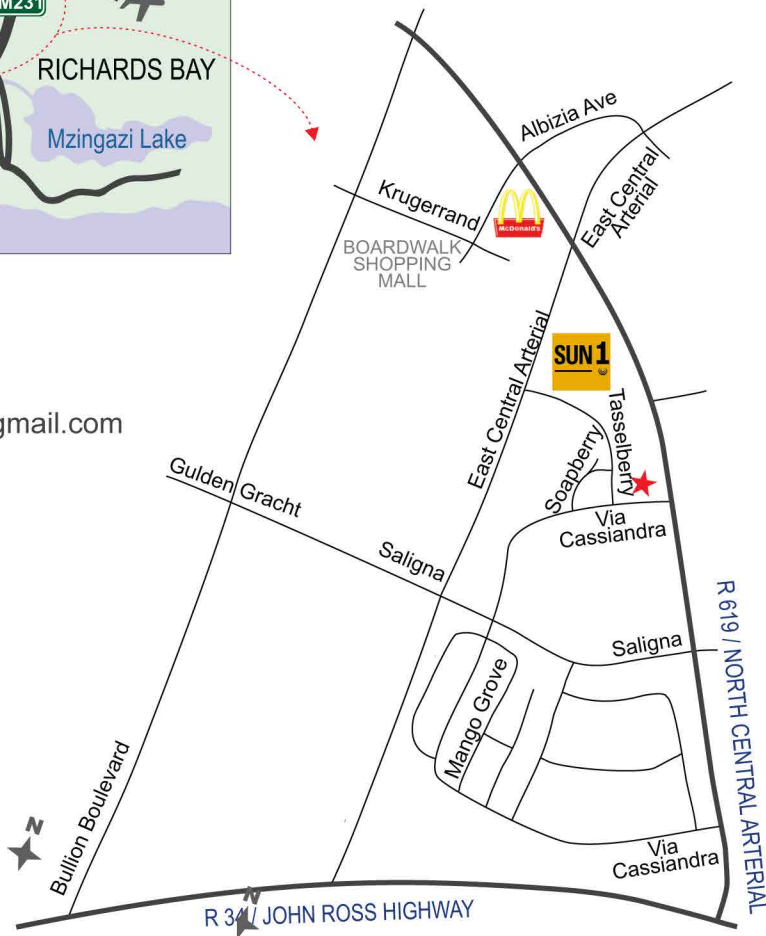 M231
RICHARDS BAY
Mzingazi Lake
Albizia Ave
East Central
Arterial
Krugerrand
McDonald's
BOARDWALK
SHOPPING
MALL
East Central Arterial
SUN1
Tasselberry
Soapberry
gmail.com
Gulden Gracht
Via
Cassiandra
Saligna
Saligna
R 619 / NORTH CENTRAL ARTERIAL
Mango Grove
Bullion Boulevard
Via
Cassiandra
N
N
R 34 / JOHN ROSS HIGHWAY